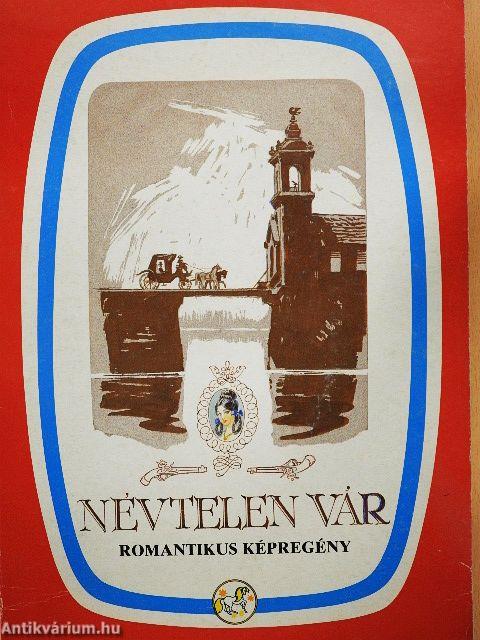 NÉVTELEN VÁR
ROMANTIKUS KÉPREGÉNY
Antikvárium.hu